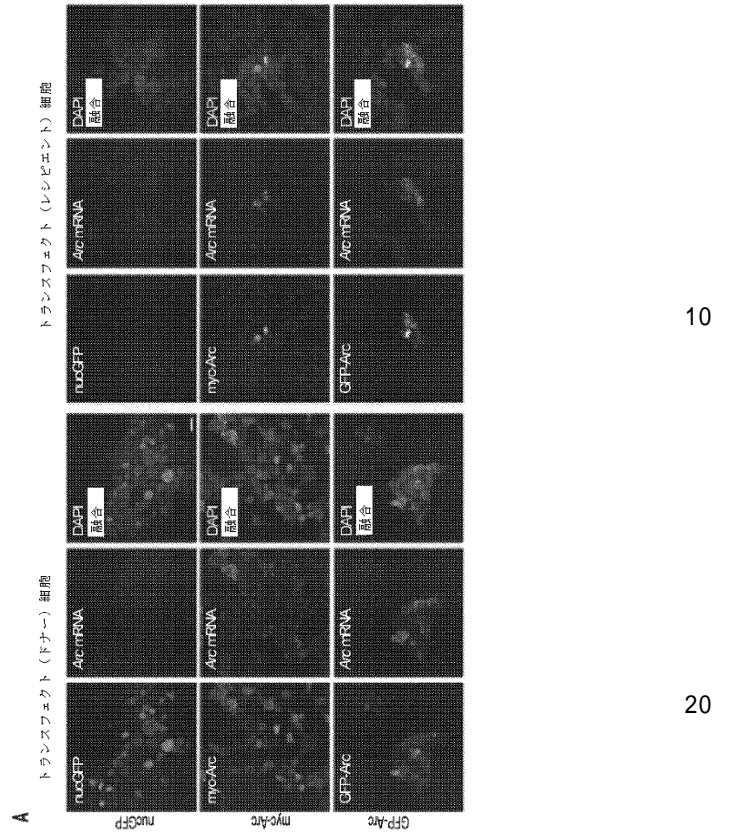 A
トランスフェクト（ドナー）細胞
トランスフェクト（レシピエント）細胞
nucGFP
nucGFP
Arc mRNA
DAPI
融合
nucGFP
Arc mRNA
DAPI
融合
myc-Arc
myc-Arc
Arc mRNA
DAPI
融合
myc-Arc
Arc mRNA
DAPI
融合
GFP-Arc
GFP-Arc
Arc mRNA
DAPI
融合
GFP-Arc
Arc mRNA
DAPI
融合
10
20